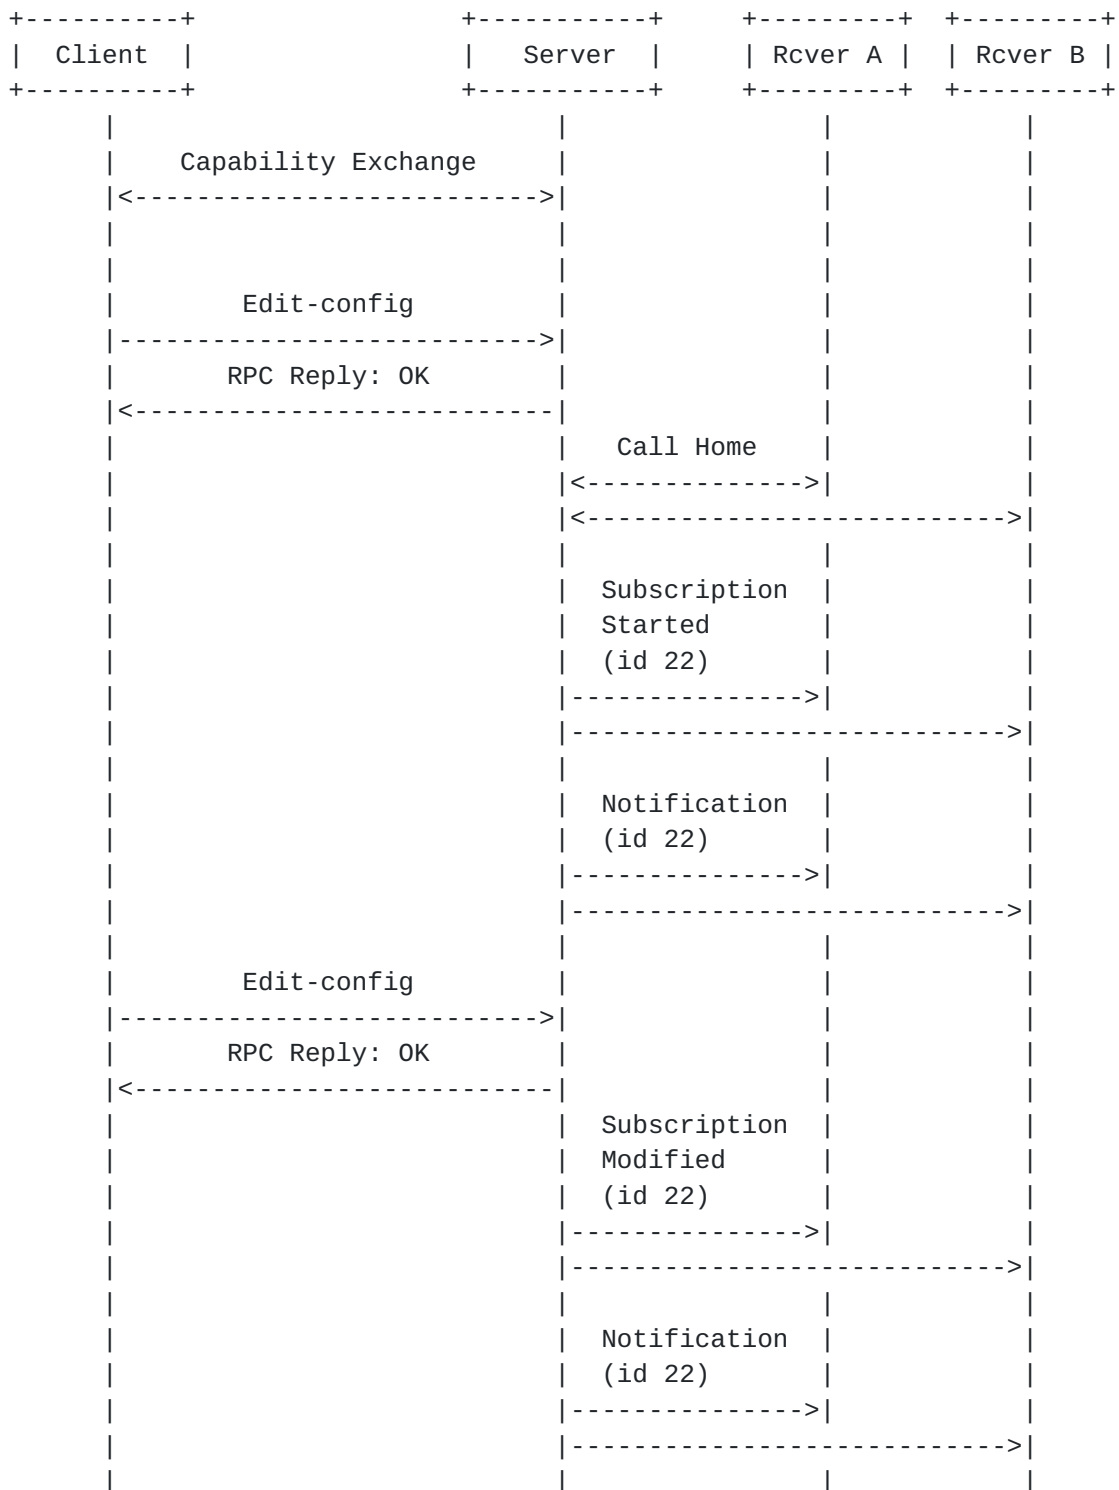 Client Server Rcver A Rcver B
Capability Exchange
Edit-config
RPC Reply: OK
Call Home
Subscription
Started
(id 22)
Notification
(id 22)
Edit-config
RPC Reply: OK
Subscription
Modified
(id 22)
Notification
(id 22)